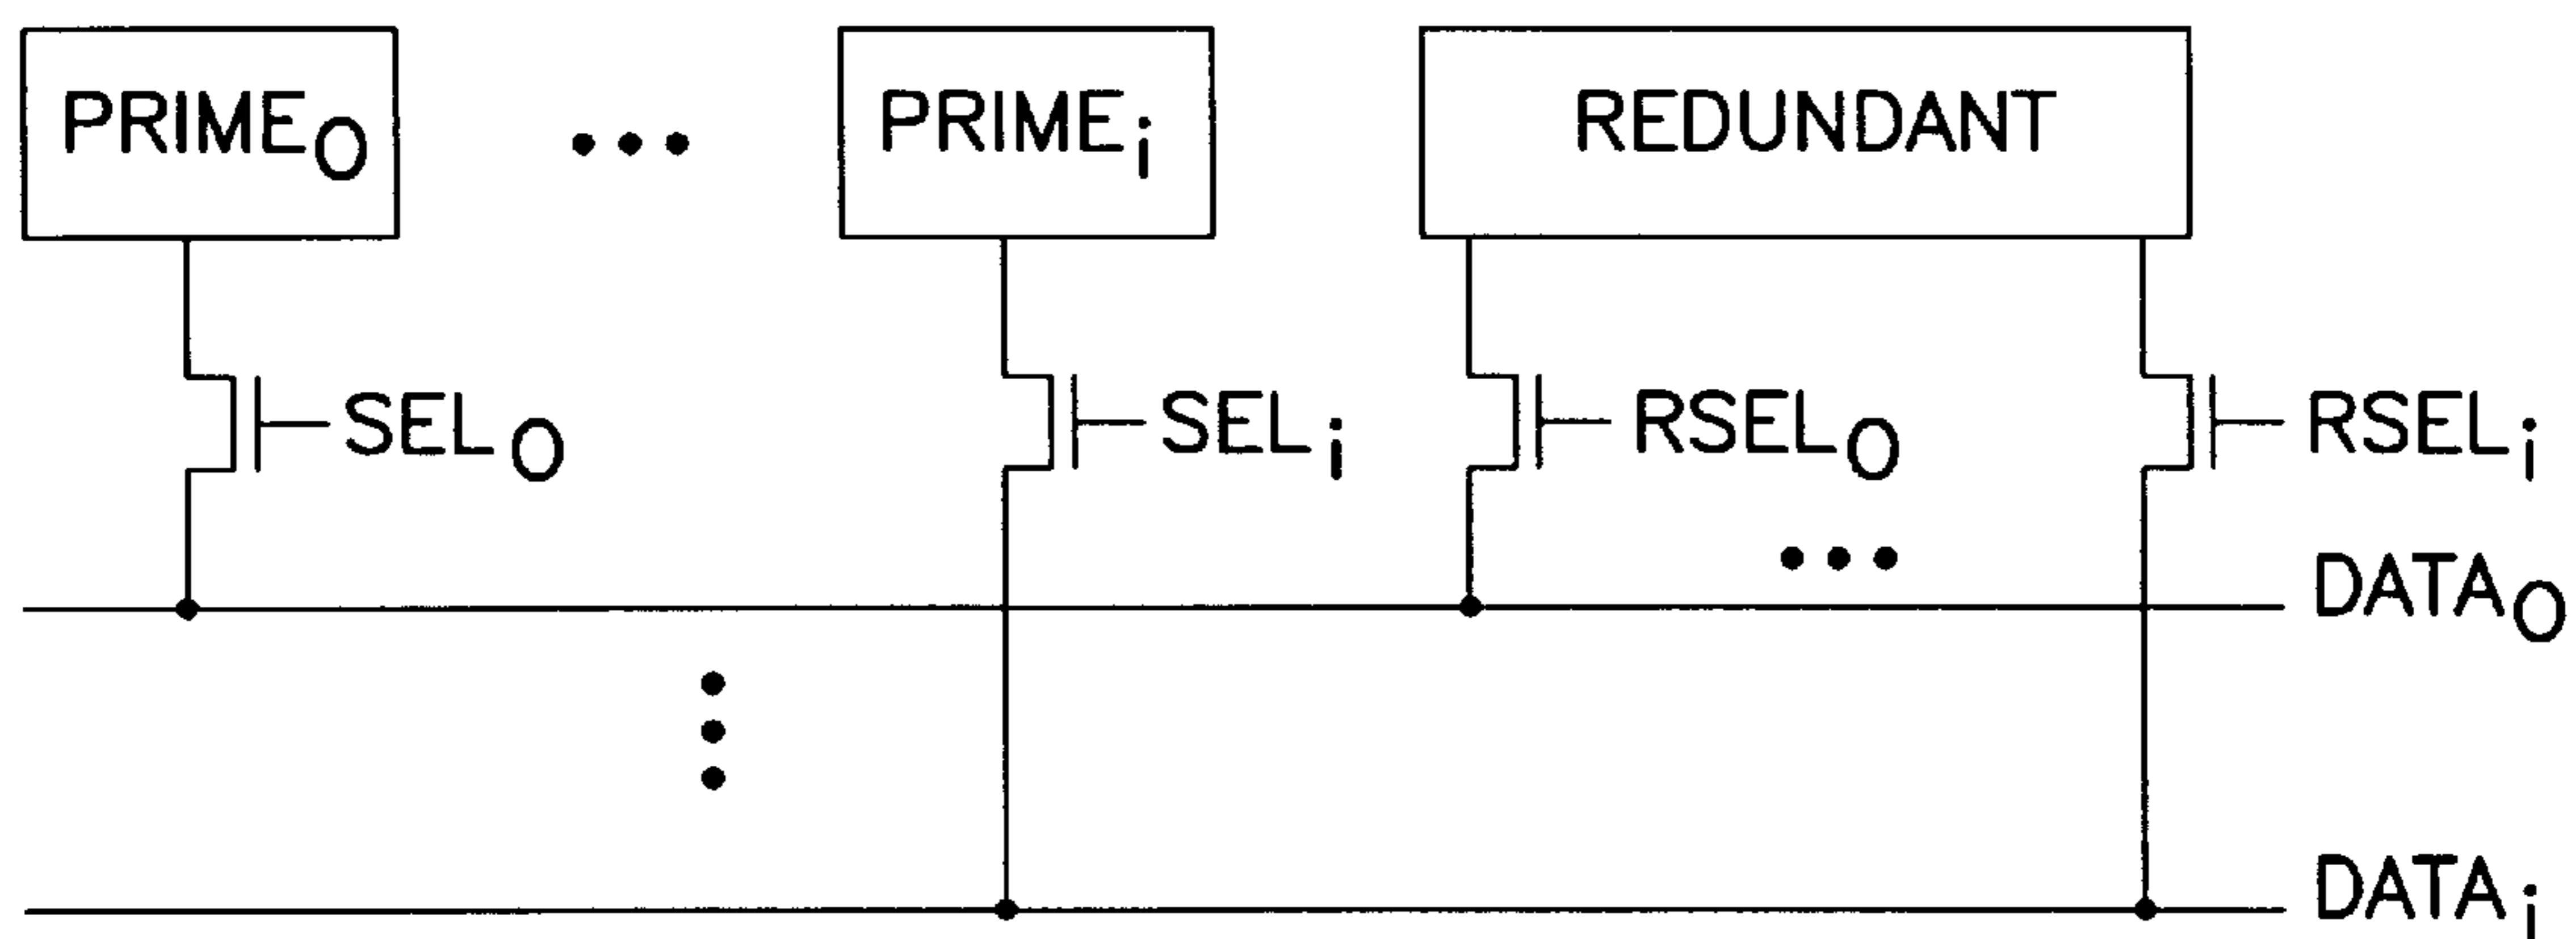 PRIME0 PRIMEi REDUNDANT
SEL0 SELi RSEL0 RSELi
DATA0
DATAi